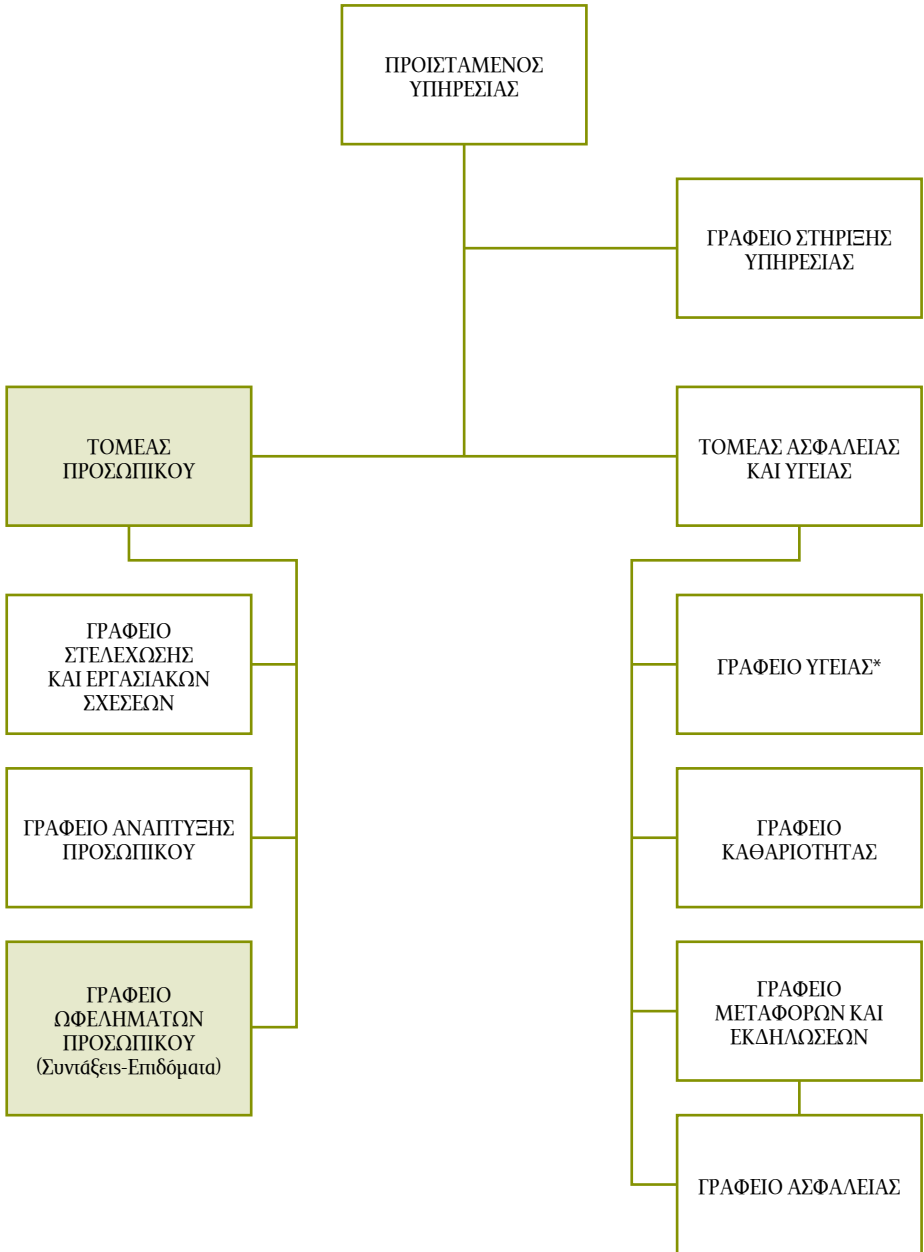 ΠΡΟΙΣΤΑΜΕΝΟΣ
ΥΠΗΡΕΣΙΑΣ
ΓΡΑΦΕΙΟ ΣΤΗΡΙΞΗΣ
ΥΠΗΡΕΣΙΑΣ
ΤΟΜΕΑΣ
ΠΡΟΣΩΠΙΚΟΥ
ΤΟΜΕΑΣ ΑΣΦΑΛΕΙΑΣ
ΚΑΙ ΥΓΕΙΑΣ
ΓΡΑΦΕΙΟ
ΣΤΕΛΕΧΩΣΗΣ
ΚΑΙ ΕΡΓΑΣΙΑΚΩΝ
ΣΧΕΣΕΩΝ
ΓΡΑΦΕΙΟ ΑΝΑΠΤΥΞΗΣ
ΠΡΟΣΩΠΙΚΟΥ
ΓΡΑΦΕΙΟ
ΩΦΕΛΗΜΑΤΩΝ
ΠΡΟΣΩΠΙΚΟΥ
(Συντάξεις-Επιδόματα)
ΓΡΑΦΕΙΟ ΥΓΕΙΑΣ*
ΓΡΑΦΕΙΟ
ΚΑΘΑΡΙΟΤΗΤΑΣ
ΓΡΑΦΕΙΟ
ΜΕΤΑΦΟΡΩΝ ΚΑΙ
ΕΚΔΗΛΩΣΕΩΝ
ΓΡΑΦΕΙΟ ΑΣΦΑΛΕΙΑΣ